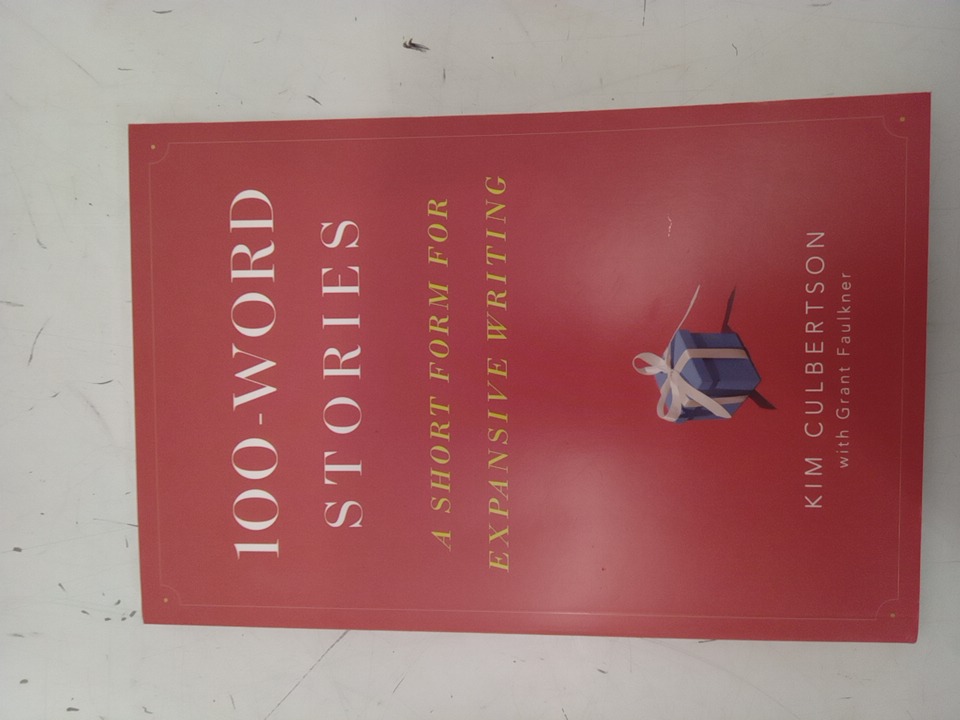 100-WORD
STORIES
A SHORT FORM FOR
EXPANSIVE WRITING
KIM CULBERTSON
with Grant Faulkner